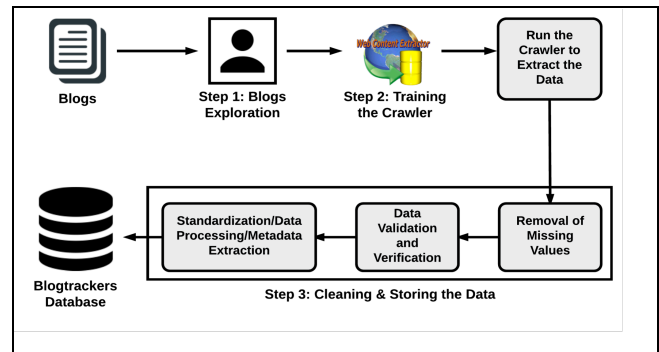 Blogs
Step 1: Blogs
Exploration
Web Content Extractor
Step 2: Training
the Crawler
Run the
Crawler to
Extract the
Data
Removal of
Missing
Values
Data
Validation
and
Verification
Standardization/Data
Processing/Metadata
Extraction
Blogtrackers
Database
Step 3: Cleaning & Storing the Data